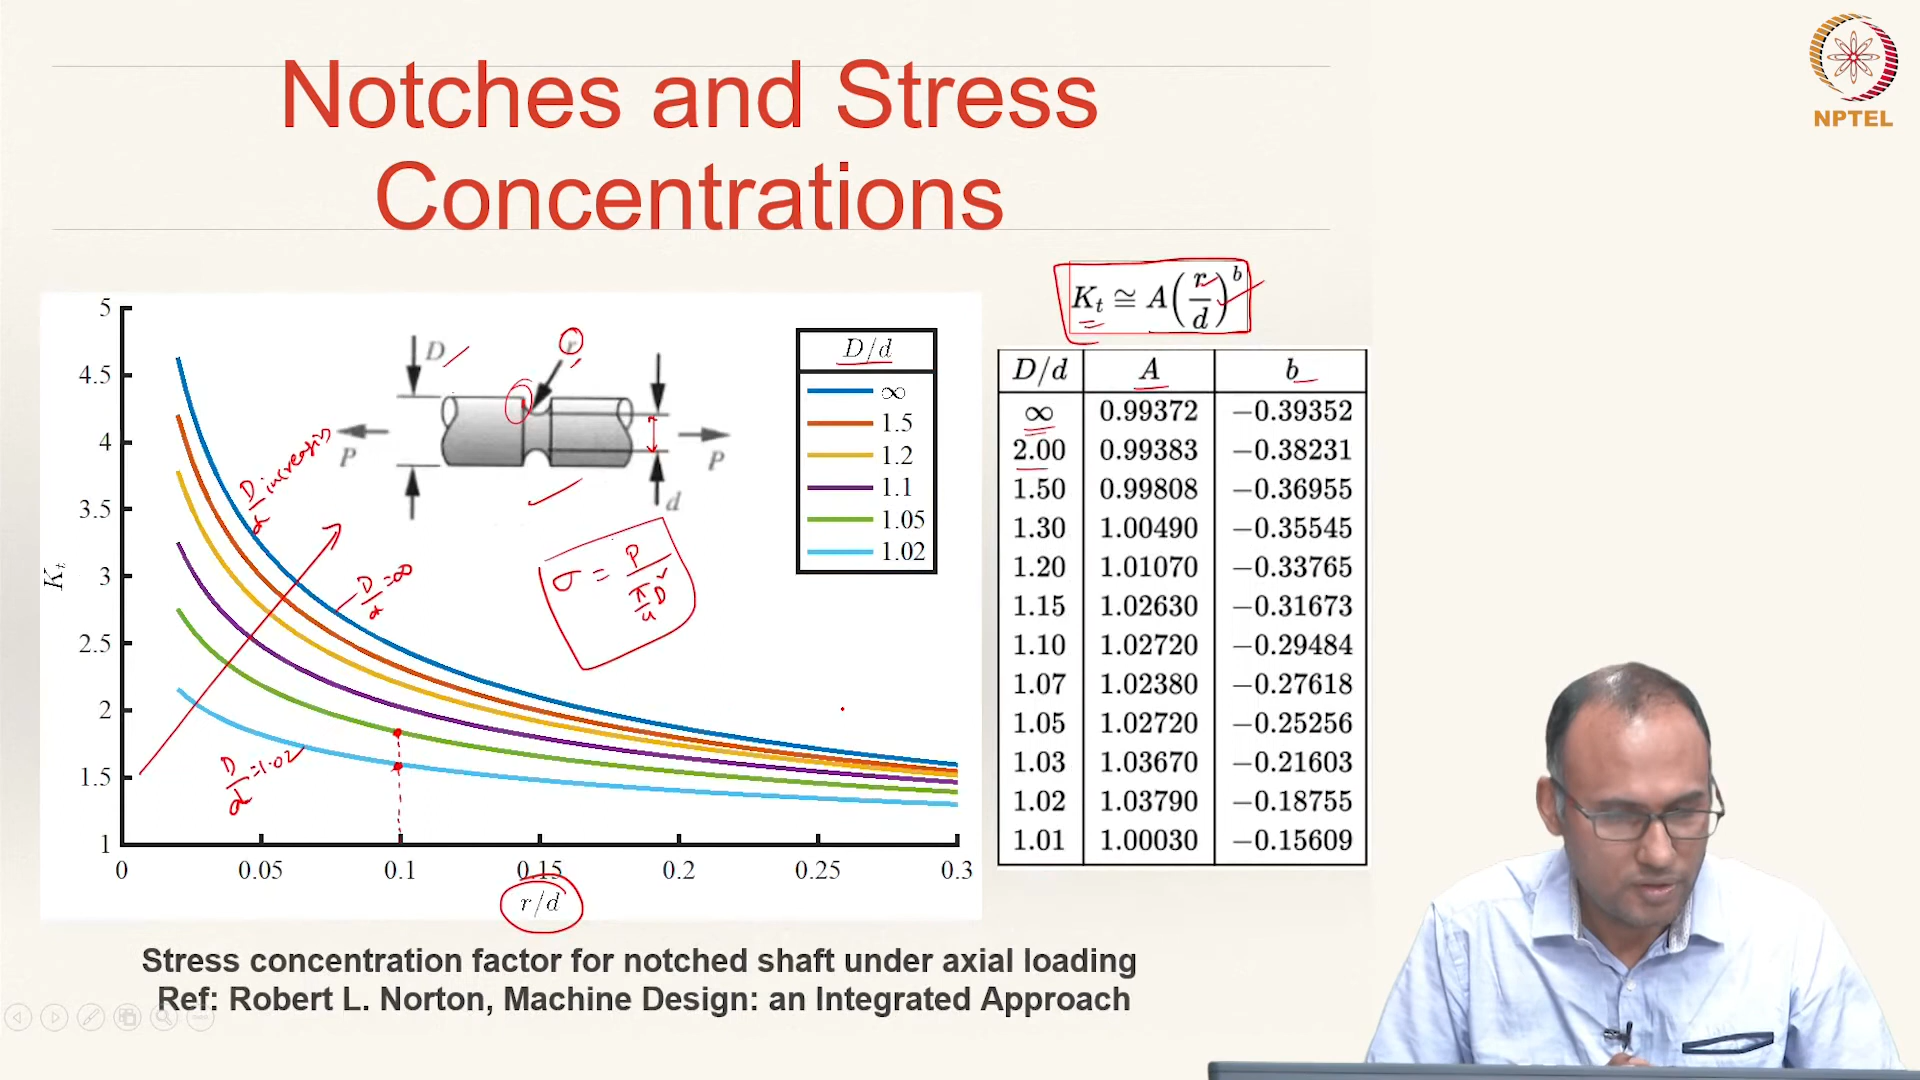 NPTEL
Notches and Stress
Concentrations
K_t ≅ A(r/d)^b
5
4.5
4
3.5
3
2.5
2
1.5
1
K_t
0
0.05
0.1
0.15
0.2
0.25
0.3
r/d
D
r
P
P
d
D/d increasing
D/d = ∞
D/d = 1.02
σ = P / (π/4 D²)
D/d
∞
1.5
1.2
1.1
1.05
1.02
D/d A b
∞ 0.99372 −0.39352
2.00 0.99383 −0.38231
1.50 0.99808 −0.36955
1.30 1.00490 −0.35545
1.20 1.01070 −0.33765
1.15 1.02630 −0.31673
1.10 1.02720 −0.29484
1.07 1.02380 −0.27618
1.05 1.02720 −0.25256
1.03 1.03670 −0.21603
1.02 1.03790 −0.18755
1.01 1.00030 −0.15609
Stress concentration factor for notched shaft under axial loading
Ref: Robert L. Norton, Machine Design: an Integrated Approach